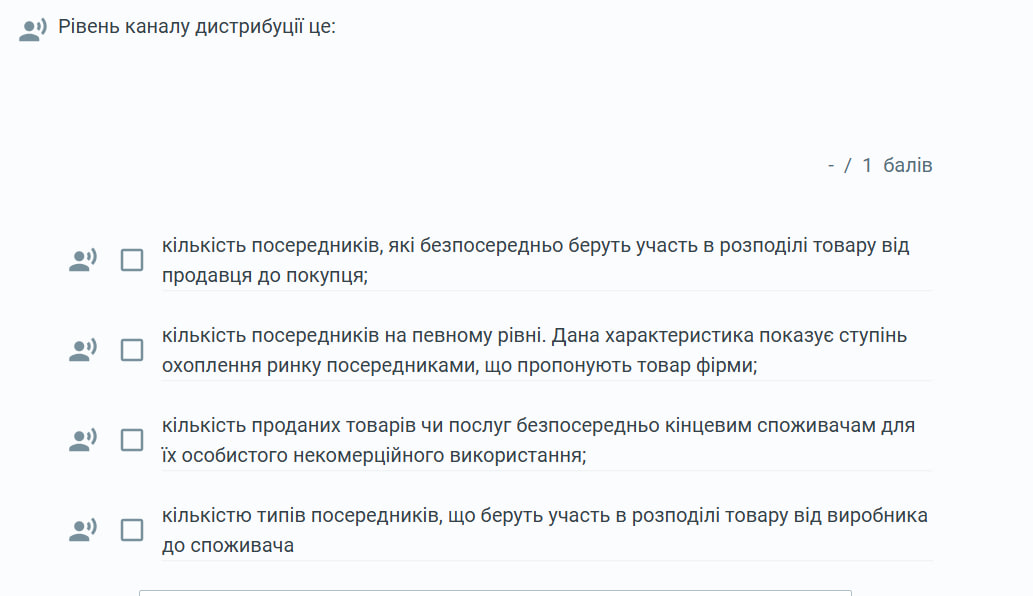 Рівень каналу дистрибуції це:
- / 1 балів
кількість посередників, які безпосередньо беруть участь в розподілі товару від
продавця до покупця;
кількість посередників на певному рівні. Дана характеристика показує ступінь
охоплення ринку посередниками, що пропонують товар фірми;
кількість проданих товарів чи послуг безпосередньо кінцевим споживачам для
їх особистого некомерційного використання;
кількістю типів посередників, що беруть участь в розподілі товару від виробника
до споживача